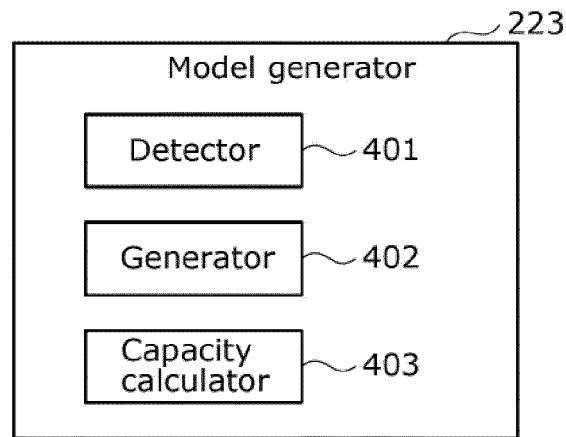 223
Model generator
Detector 401
Generator 402
Capacity
calculator 403